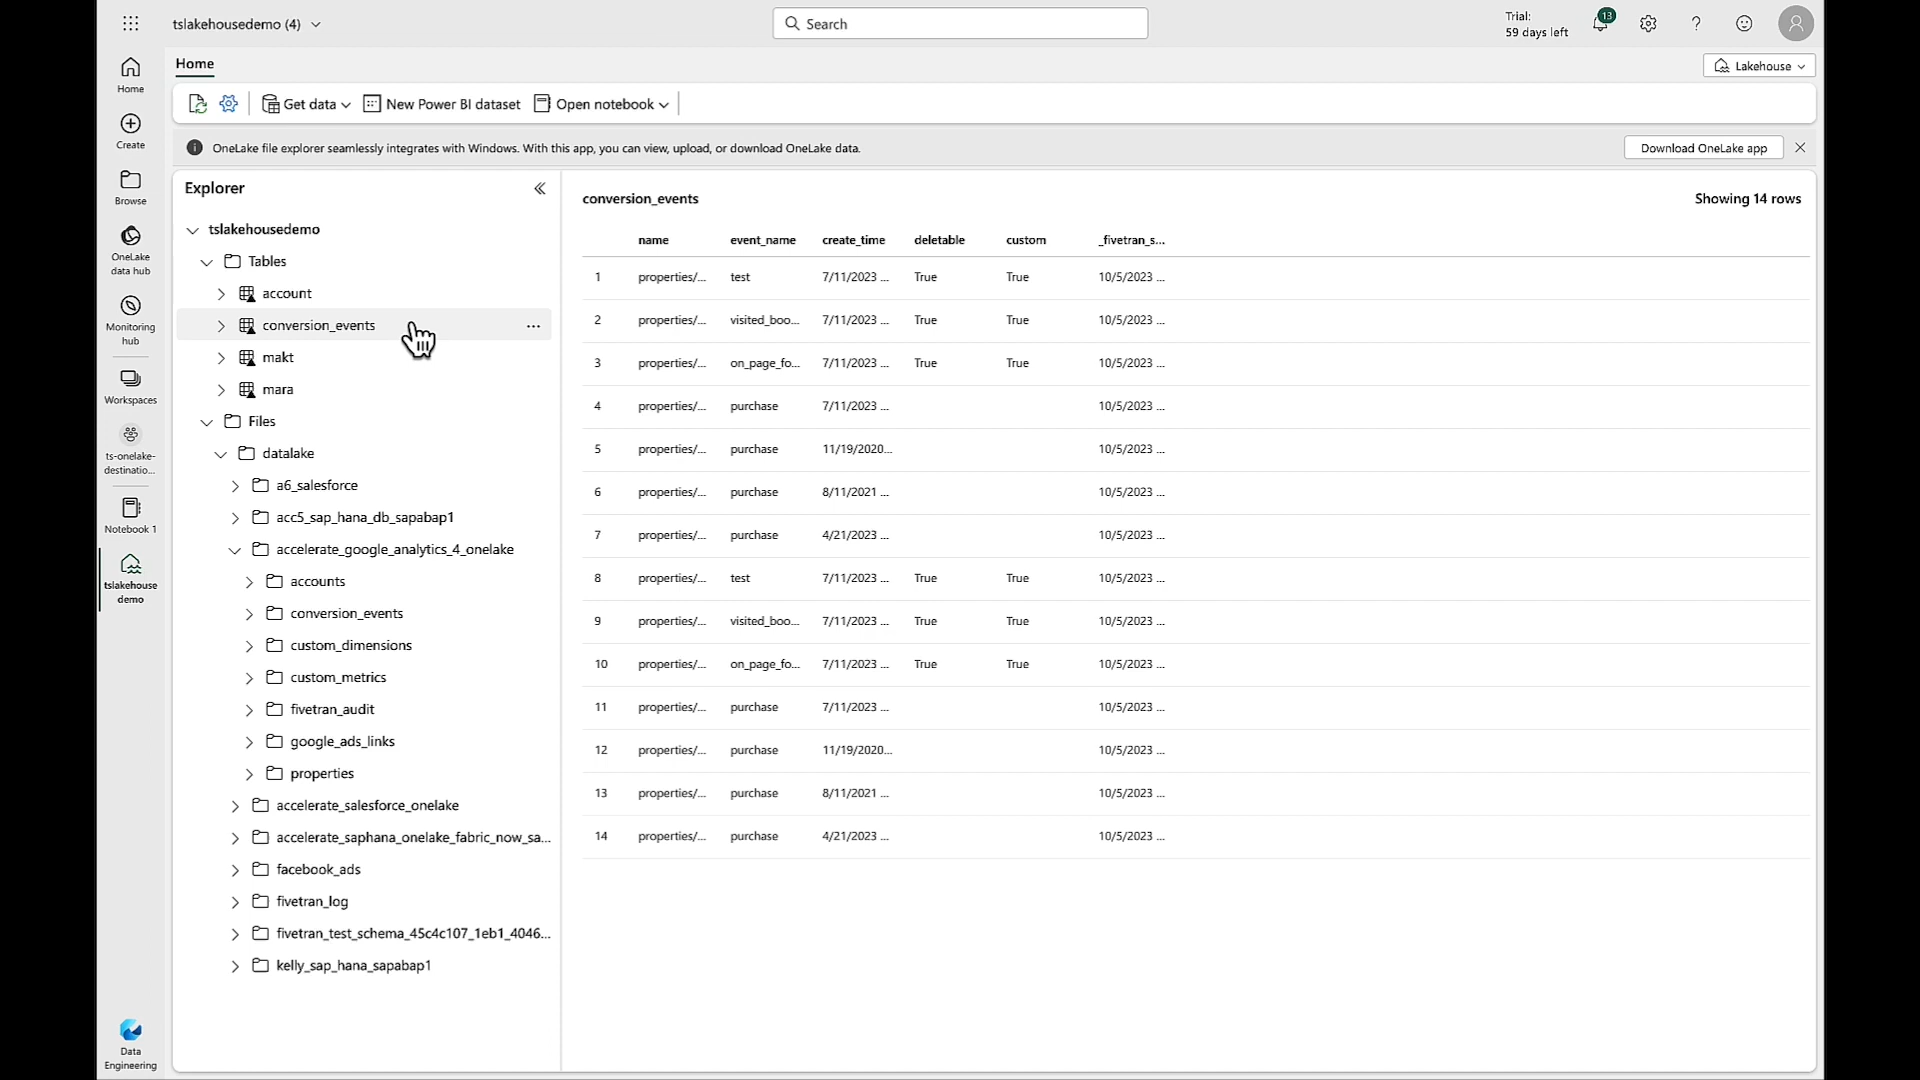 tslakehousedemo (4)
Search
Trial:
59 days left
13
Home
Lakehouse
Get data
New Power BI dataset
Open notebook
OneLake file explorer seamlessly integrates with Windows. With this app, you can view, upload, or download OneLake data.
Download OneLake app
Home
Create
Browse
OneLake
data hub
Monitoring
hub
Workspaces
ts-onelake-
destinatio...
Notebook 1
tslakehouse
demo
Data
Engineering
Explorer
tslakehousedemo
Tables
account
conversion_events
...
makt
mara
Files
datalake
a6_salesforce
acc5_sap_hana_db_sapabap1
accelerate_google_analytics_4_onelake
accounts
conversion_events
custom_dimensions
custom_metrics
fivetran_audit
google_ads_links
properties
accelerate_salesforce_onelake
accelerate_saphana_onelake_fabric_now_sa...
facebook_ads
fivetran_log
fivetran_test_schema_45c4c107_1eb1_4046...
kelly_sap_hana_sapabap1
conversion_events
Showing 14 rows
name event_name create_time deletable custom _fivetran_s...
1 properties/... test 7/11/2023 ... True True 10/5/2023 ...
2 properties/... visited_boo... 7/11/2023 ... True True 10/5/2023 ...
3 properties/... on_page_fo... 7/11/2023 ... True True 10/5/2023 ...
4 properties/... purchase 7/11/2023 ... 10/5/2023 ...
5 properties/... purchase 11/19/2020... 10/5/2023 ...
6 properties/... purchase 8/11/2021 ... 10/5/2023 ...
7 properties/... purchase 4/21/2023 ... 10/5/2023 ...
8 properties/... test 7/11/2023 ... True True 10/5/2023 ...
9 properties/... visited_boo... 7/11/2023 ... True True 10/5/2023 ...
10 properties/... on_page_fo... 7/11/2023 ... True True 10/5/2023 ...
11 properties/... purchase 7/11/2023 ... 10/5/2023 ...
12 properties/... purchase 11/19/2020... 10/5/2023 ...
13 properties/... purchase 8/11/2021 ... 10/5/2023 ...
14 properties/... purchase 4/21/2023 ... 10/5/2023 ...